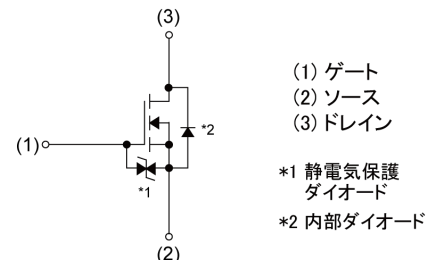 (3)
(1)
*2
*1
(2)
(1) ゲート
(2) ソース
(3) ドレイン
*1 静電気保護
ダイオード
*2 内部ダイオード